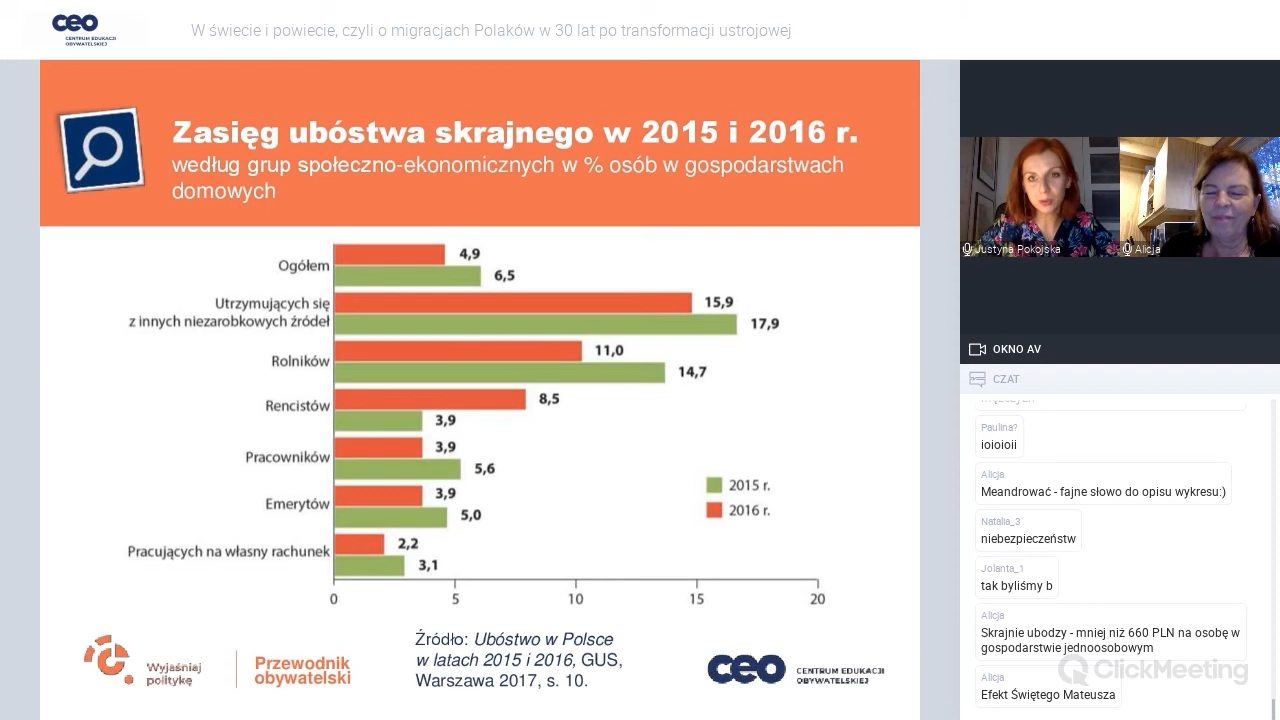 ceo
CENTRUM EDUKACJI
OBYWATELSKIEJ
W świecie i powiecie, czyli o migracjach Polaków w 30 lat po transformacji ustrojowej
Zasięg ubóstwa skrajnego w 2015 i 2016 r.
według grup społeczno-ekonomicznych w % osób w gospodarstwach
domowych
Ogółem
4,9
6,5
Utrzymujących się
z innych niezarobkowych źródeł
15,9
17,9
Rolników
11,0
14,7
Rencistów
8,5
3,9
Pracowników
3,9
5,6
Emerytów
3,9
5,0
Pracujących na własny rachunek
2,2
3,1
2015 r.
2016 r.
0 5 10 15 20
Wyjaśniaj
politykę
Przewodnik
obywatelski
Źródło: Ubóstwo w Polsce
w latach 2015 i 2016, GUS,
Warszawa 2017, s. 10.
ceo
CENTRUM EDUKACJI
OBYWATELSKIEJ
Justyna Pokojska
Alicja
OKNO AV
CZAT
Paulina?
ioioioii
Alicja
Meandrować - fajne słowo do opisu wykresu:)
Natalia_3
niebezpieczeństw
Jolanta_1
tak byliśmy b
Alicja
Skrajnie ubodzy - mniej niż 660 PLN na osobę w
gospodarstwie jednoosobowym
ClickMeeting
Alicja
Efekt Świętego Mateusza